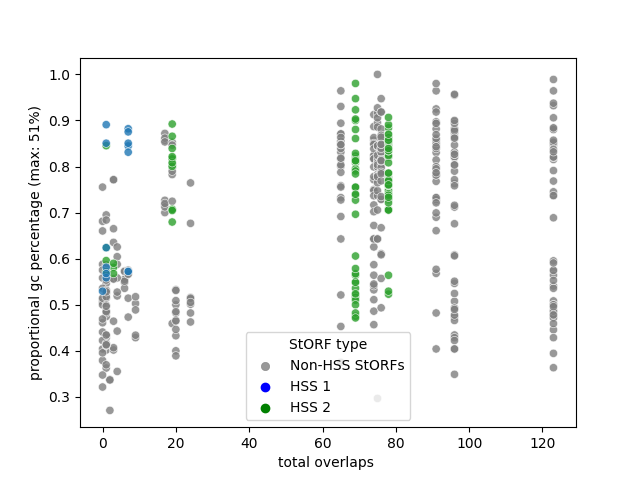 1.0
0.9
0.8
0.7
0.6
0.5
0.4
0.3
proportional gc percentage (max: 51%)
StORF type
Non-HSS StORFs
HSS 1
HSS 2
0 20 40 60 80 100 120
total overlaps